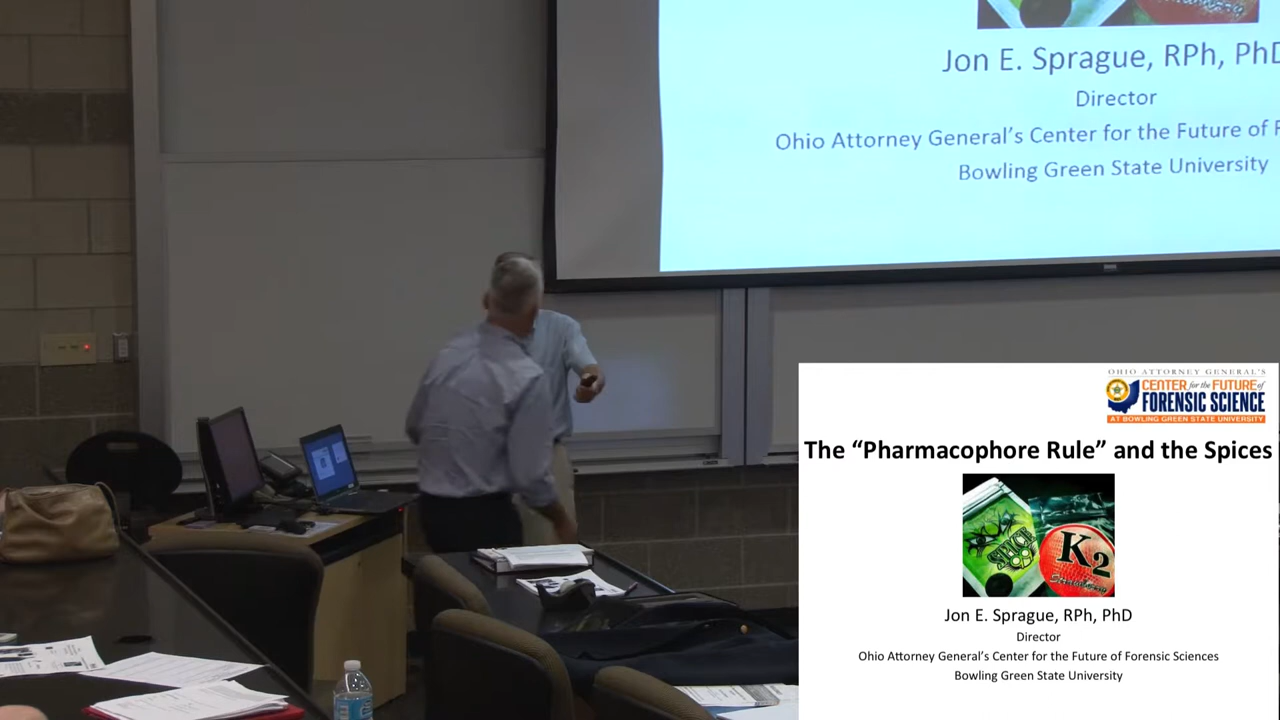 Jon E. Sprague, RPh, PhD
Director
Ohio Attorney General's Center for the Future of F
Bowling Green State University
OHIO ATTORNEY GENERAL'S
CENTER for the FUTURE of
FORENSIC SCIENCE
AT BOWLING GREEN STATE UNIVERSITY
The “Pharmacophore Rule” and the Spices
SPICE
K2
Jon E. Sprague, RPh, PhD
Director
Ohio Attorney General’s Center for the Future of Forensic Sciences
Bowling Green State University